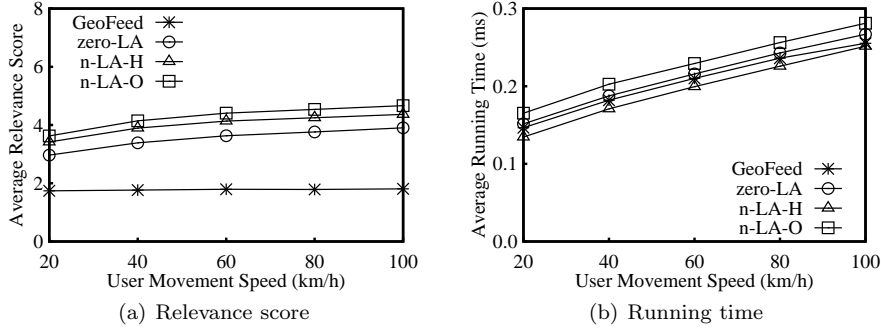 GeoFeed
zero-LA
n-LA-H
n-LA-O
8
6
4
2
0
Average Relevance Score
20 40 60 80 100
User Movement Speed (km/h)
(a) Relevance score
0.3
0.2
0.1
0.0
Average Running Time (ms)
GeoFeed
zero-LA
n-LA-H
n-LA-O
20 40 60 80 100
User Movement Speed (km/h)
(b) Running time